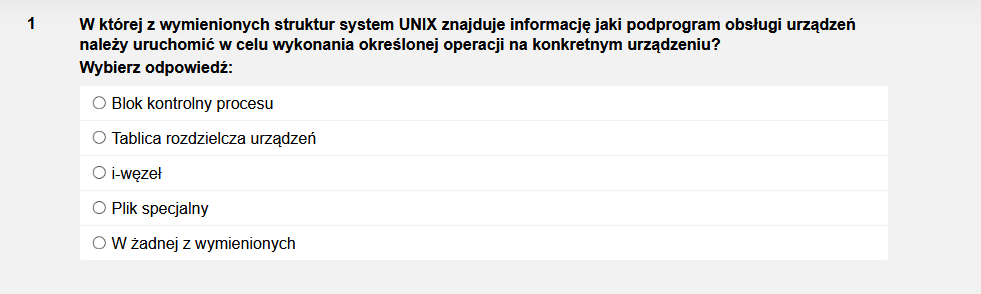 1 W której z wymienionych struktur system UNIX znajduje informację jaki podprogram obsługi urządzeń
należy uruchomić w celu wykonania określonej operacji na konkretnym urządzeniu?
Wybierz odpowiedź:
Blok kontrolny procesu
Tablica rozdzielcza urządzeń
i-węzeł
Plik specjalny
W żadnej z wymienionych